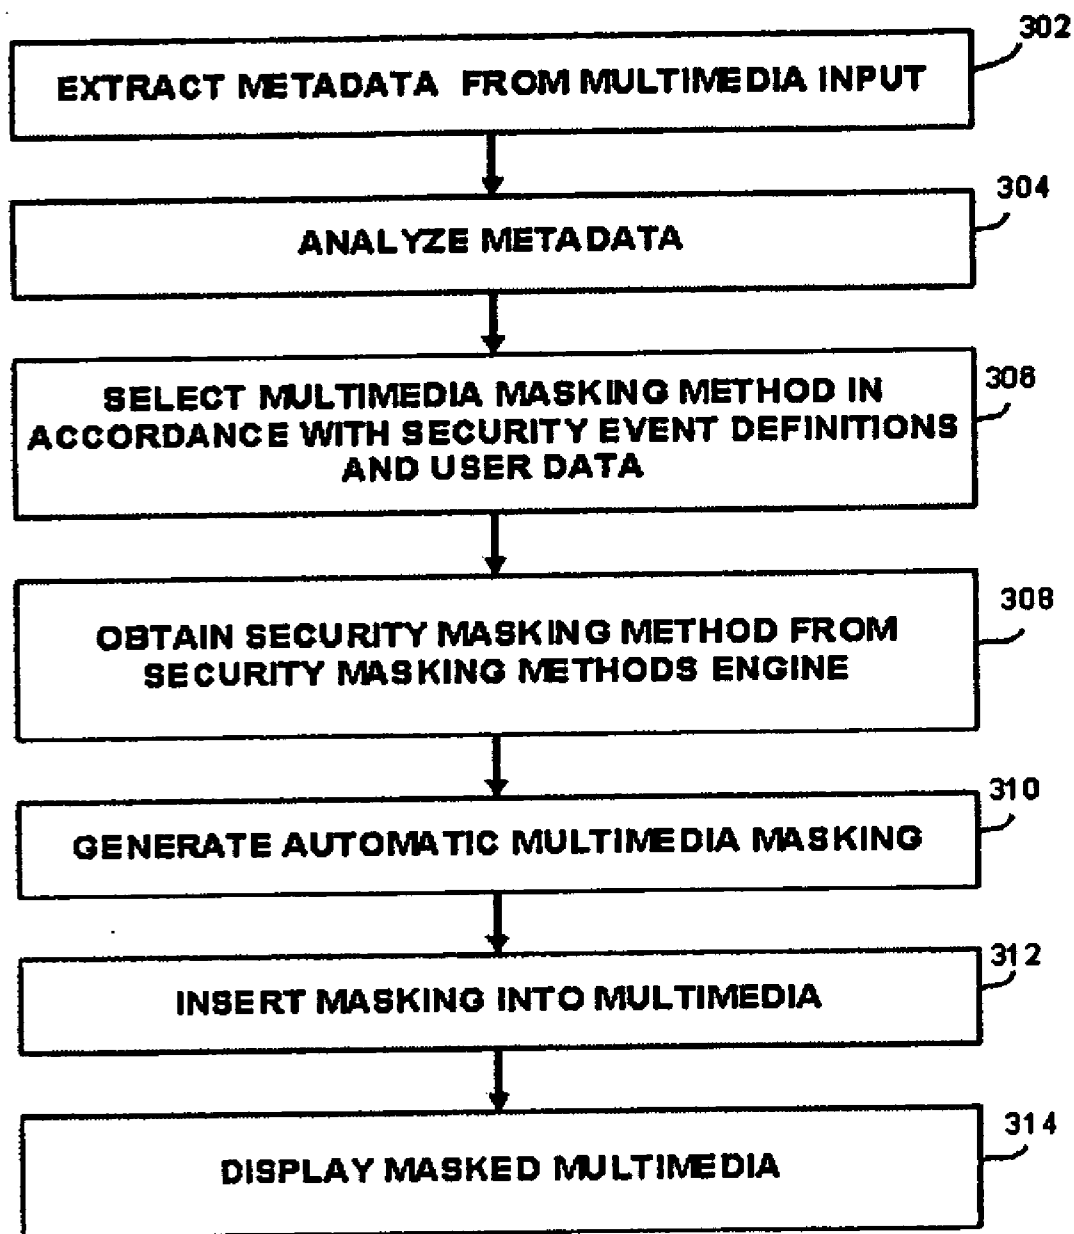 302
EXTRACT METADATA FROM MULTIMEDIA INPUT
304
ANALYZE METADATA
306
SELECT MULTIMEDIA MASKING METHOD IN
ACCORDANCE WITH SECURITY EVENT DEFINITIONS
AND USER DATA
308
OBTAIN SECURITY MASKING METHOD FROM
SECURITY MASKING METHODS ENGINE
310
GENERATE AUTOMATIC MULTIMEDIA MASKING
312
INSERT MASKING INTO MULTIMEDIA
314
DISPLAY MASKED MULTIMEDIA